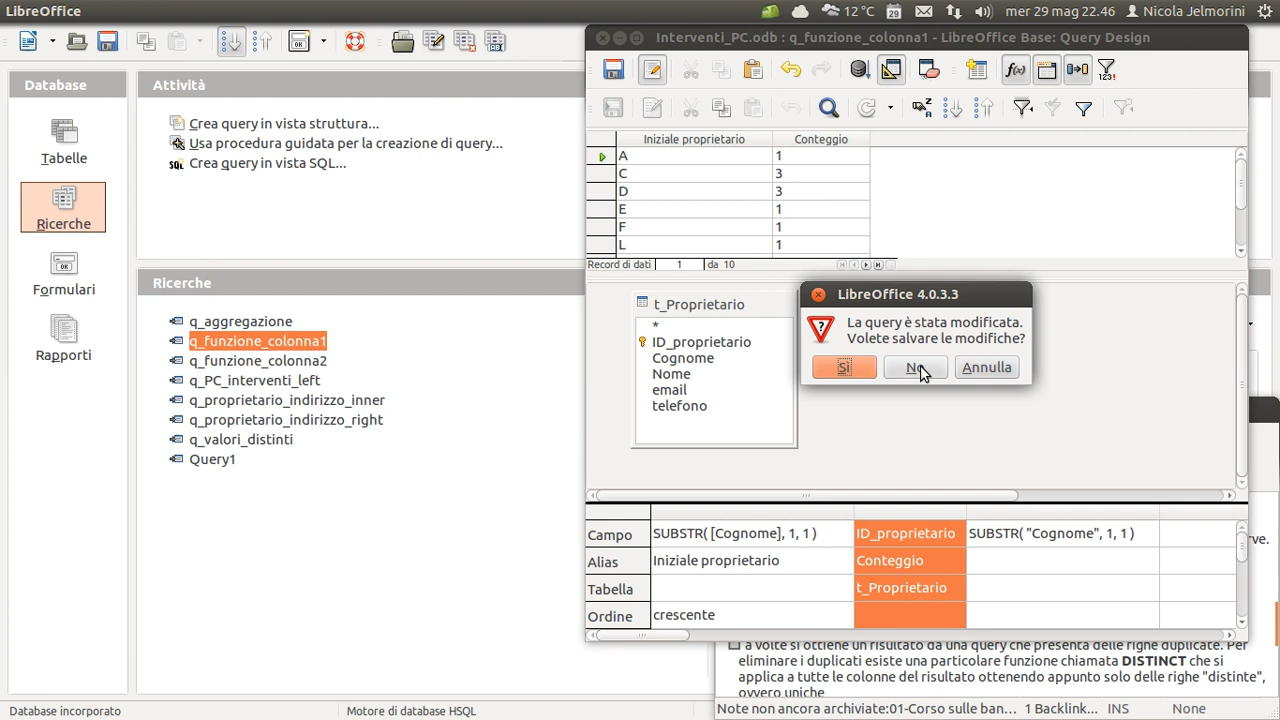 LibreOffice
12 °C
29
mer 29 mag 22.46
Nicola Jelmorini
Interventi_PC.odb : q_funzione_colonna1 - LibreOffice Base: Query Design
Database
Tabelle
Ricerche
Formulari
Rapporti
Attività
Crea query in vista struttura...
Usa procedura guidata per la creazione di query...
SQL Crea query in vista SQL...
Ricerche
q_aggregazione
q_funzione_colonna1
q_funzione_colonna2
q_PC_interventi_left
q_proprietario_indirizzo_inner
q_proprietario_indirizzo_right
q_valori_distinti
Query1
Iniziale proprietario Conteggio
A 1
C 3
D 3
E 1
F 1
L 1
Record di dati 1 da 10
t_Proprietario
*
ID_proprietario
Cognome
Nome
email
telefono
LibreOffice 4.0.3.3
La query è stata modificata.
Volete salvare le modifiche?
Sì No Annulla
Campo SUBSTR( [Cognome], 1, 1 ) ID_proprietario SUBSTR( "Cognome", 1, 1 )
Alias Iniziale proprietario Conteggio
Tabella t_Proprietario
Ordine crescente
ve.
a volte si ottiene un risultato da una query che presenta delle righe duplicate. Per
eliminare i duplicati esiste una particolare funzione chiamata DISTINCT che si
applica a tutte le colonne del risultato ottenendo appunto solo delle righe "distinte",
ovvero uniche
Note non ancora archiviate:01-Corso sulle ban... 1 Backlink... INS None
Database incorporato Motore di database HSQL